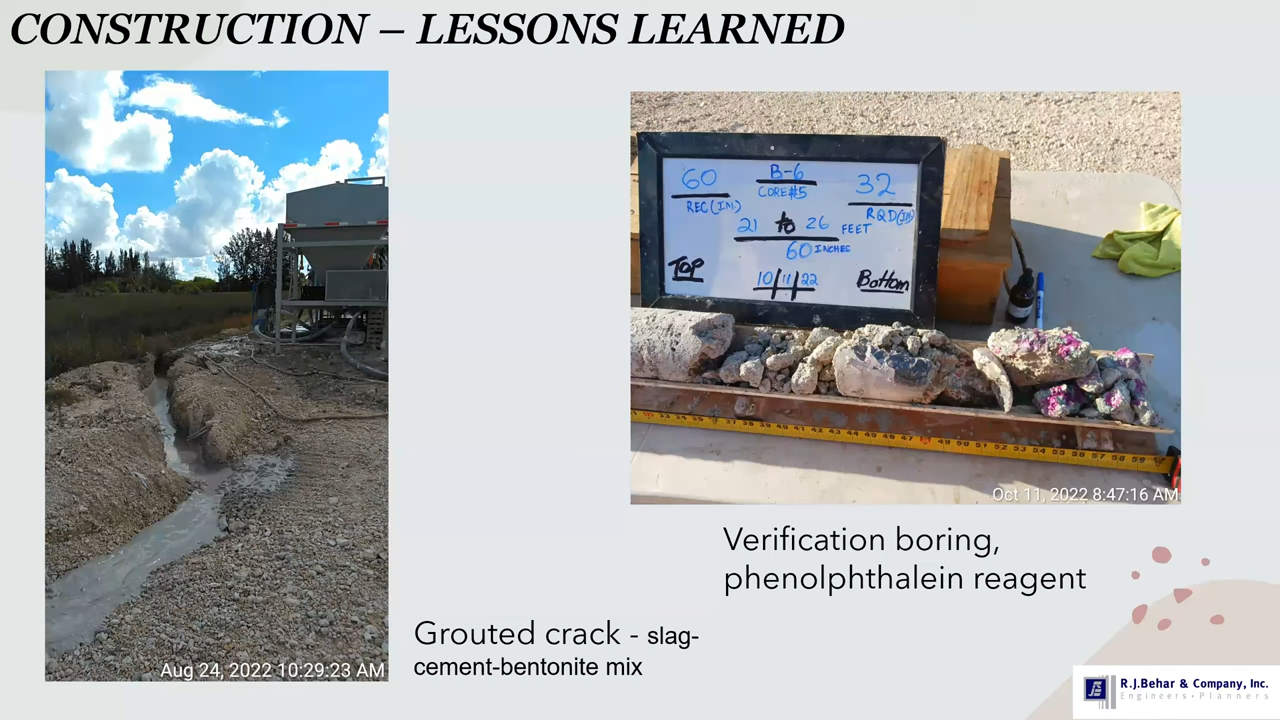 CONSTRUCTION – LESSONS LEARNED
Aug 24, 2022 10:29:23 AM
Grouted crack - slag-
cement-bentonite mix
60
REC (IN.)
B-6
CORE #5
32
RQD (IN)
21 to 26 FEET
60 INCHES
TOP
10/11/22
Bottom
Oct 11, 2022 8:47:16 AM
Verification boring,
phenolphthalein reagent
R.J.Behar & Company, Inc.
Engineers • Planners